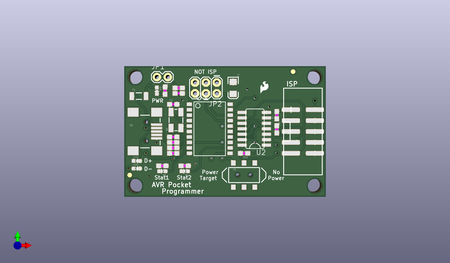 JP1
NOT ISP
ISP
PWR
JP2
U2
D+
D-
Stat1 Stat2
Power
Target
No
Power
AVR Pocket
Programmer